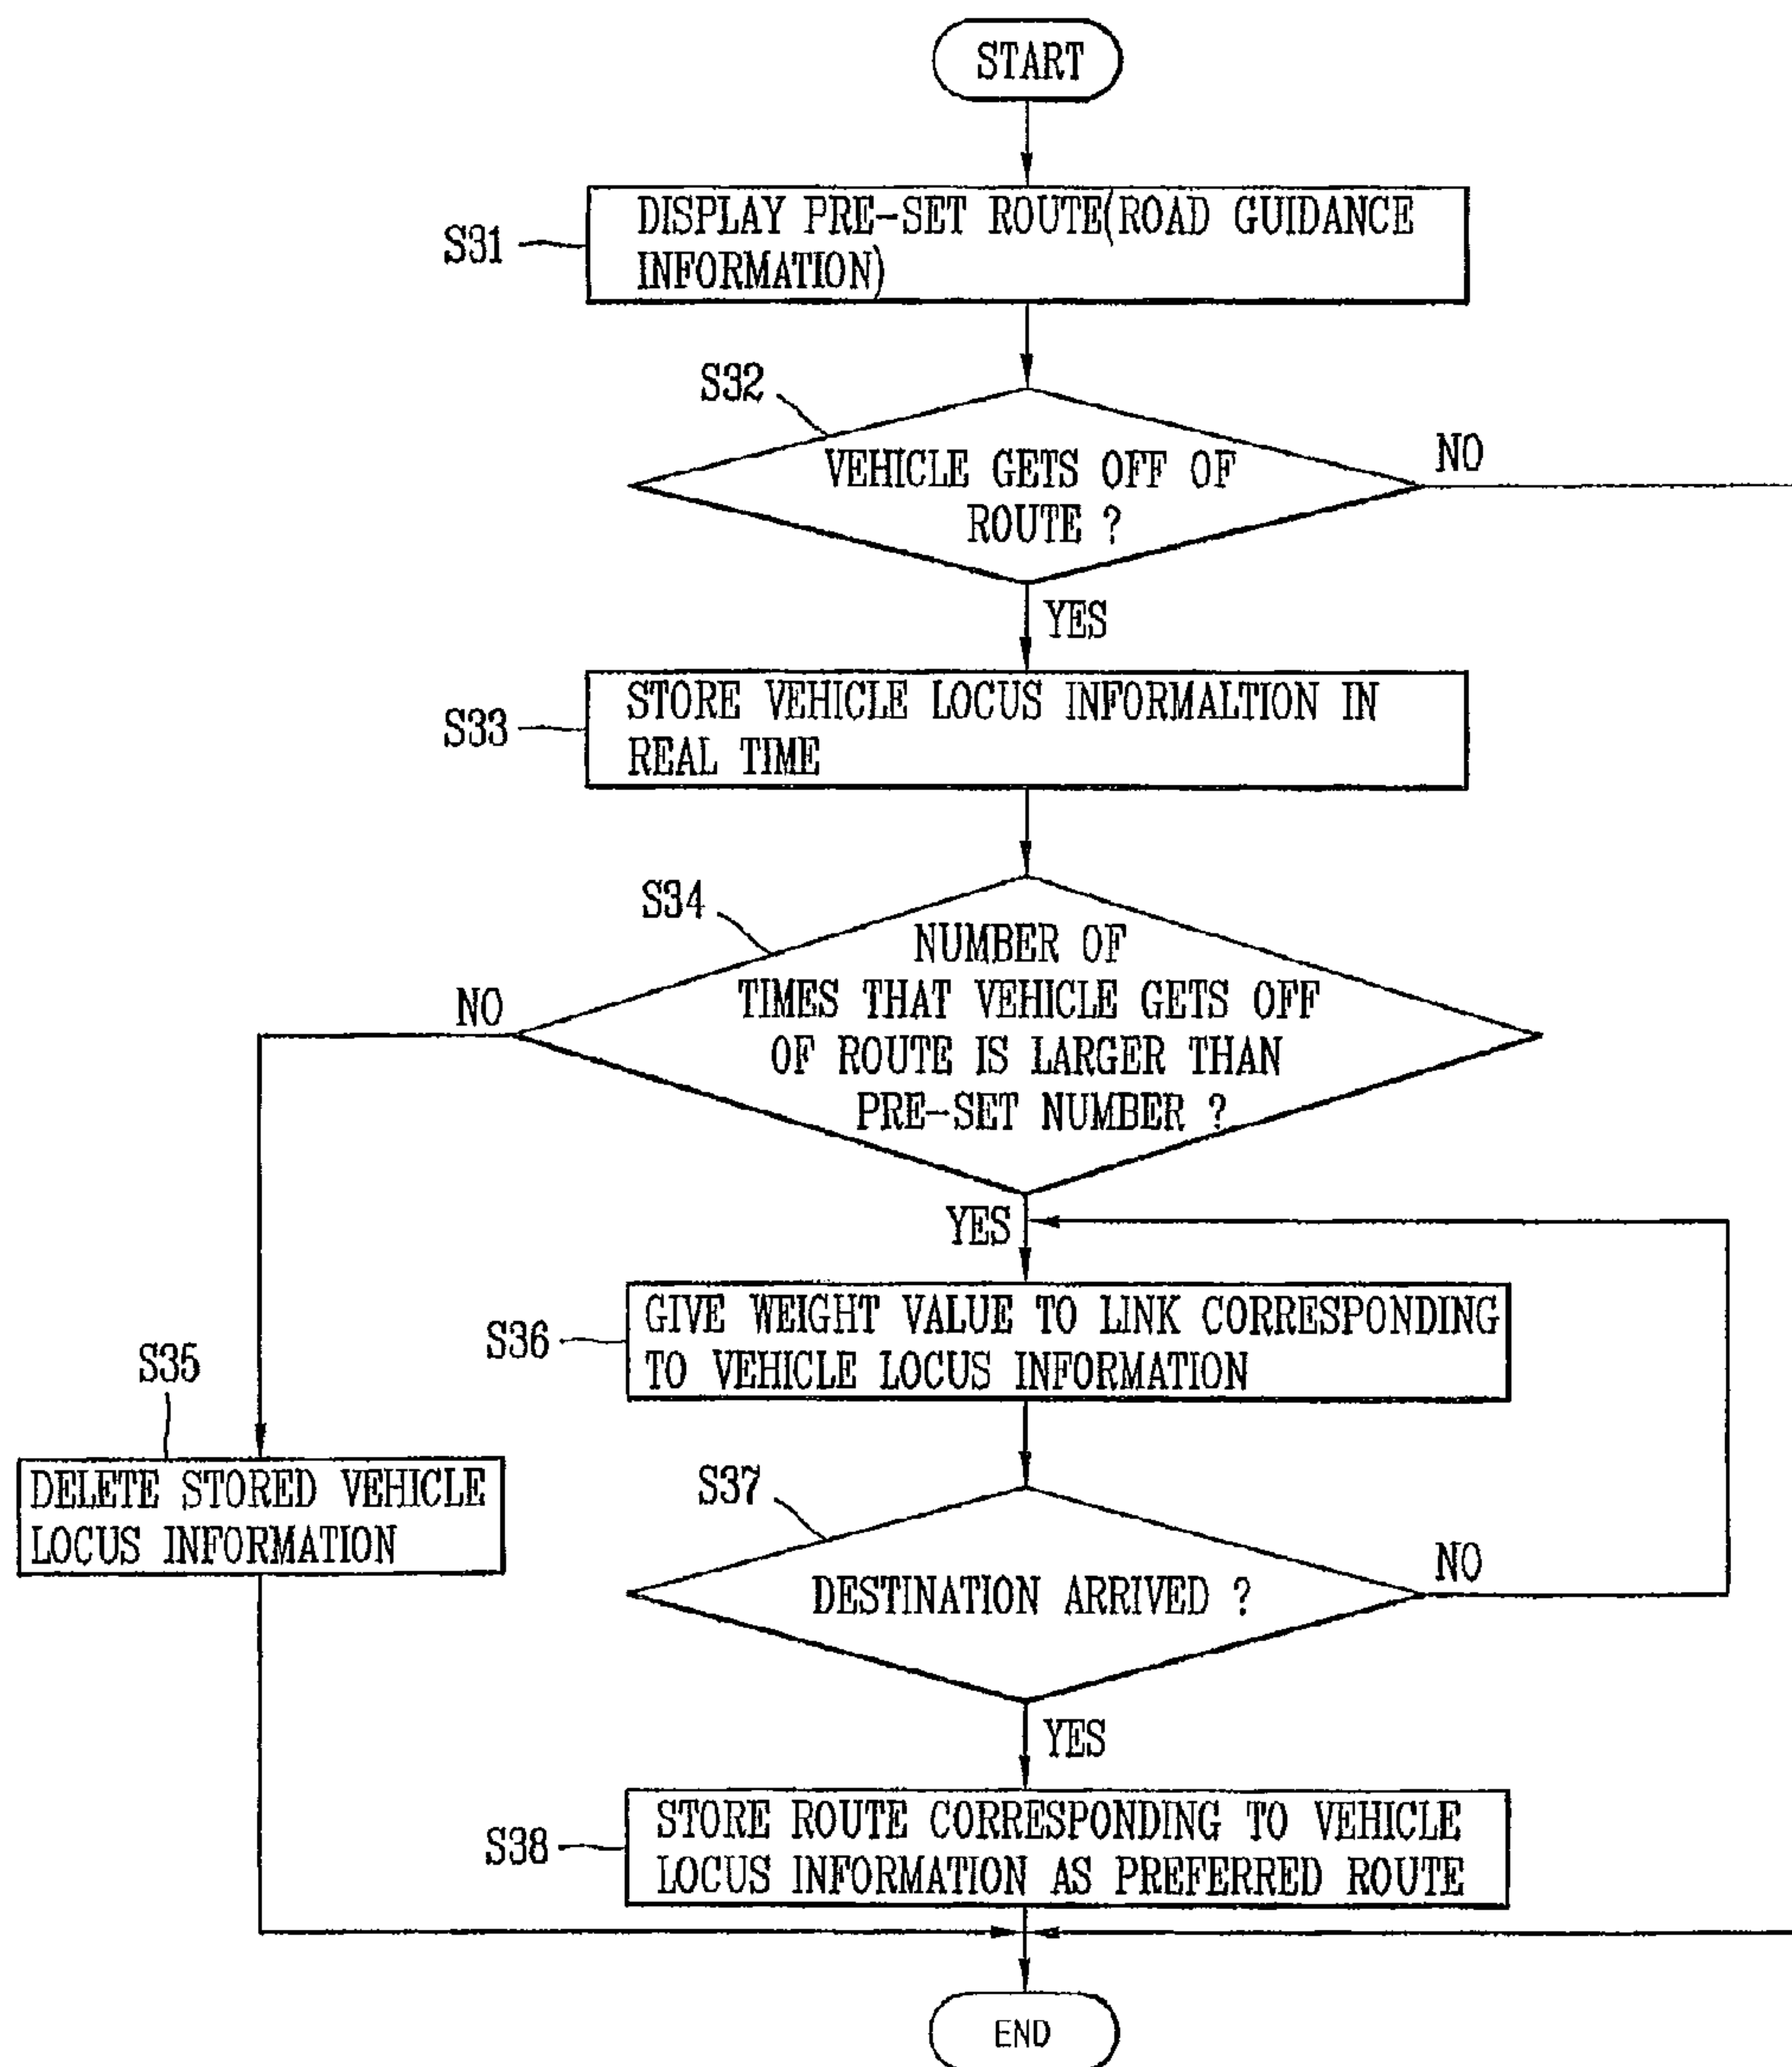 START
S31
DISPLAY PRE-SET ROUTE(ROAD GUIDANCE
INFORMATION)
S32
VEHICLE GETS OFF OF
ROUTE ?
NO
YES
S33
STORE VEHICLE LOCUS INFORMALTION IN
REAL TIME
S34
NUMBER OF
TIMES THAT VEHICLE GETS OFF
OF ROUTE IS LARGER THAN
PRE-SET NUMBER ?
NO
YES
S36
GIVE WEIGHT VALUE TO LINK CORRESPONDING
TO VEHICLE LOCUS INFORMATION
S35
DELETE STORED VEHICLE
LOCUS INFORMATION
S37
DESTINATION ARRIVED ?
NO
YES
S38
STORE ROUTE CORRESPONDING TO VEHICLE
LOCUS INFORMATION AS PREFERRED ROUTE
END